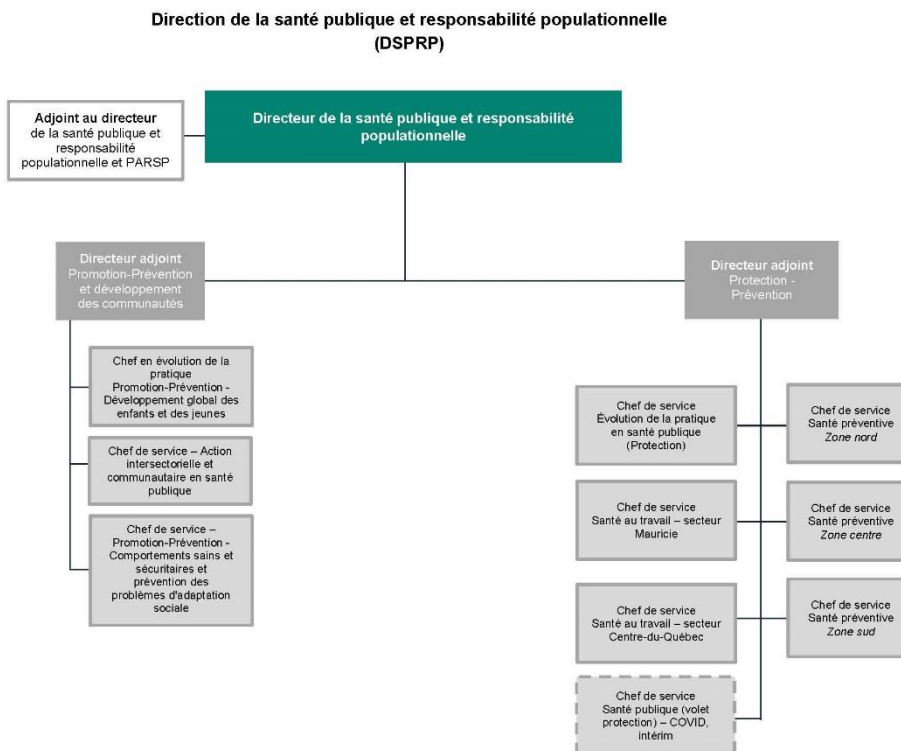 Direction de la santé publique et responsabilité populationnelle
(DSPRP)
Adjoint au directeur
de la santé publique et
responsabilité
populationnelle et PARSP
Directeur de la santé publique et responsabilité
populationnelle
Directeur adjoint
Promotion-Prévention
et développement
des communautés
Chef en évolution de la
pratique
Promotion-Prévention -
Développement global des
enfants et des jeunes
Chef de service – Action
intersectorielle et
communautaire en santé
publique
Chef de service –
Promotion-Prévention -
Comportements sains et
sécuritaires et
prévention des
problèmes d'adaptation
sociale
Directeur adjoint
Protection -
Prévention
Chef de service
Évolution de la pratique
en santé publique
(Protection)
Chef de service
Santé préventive
Zone nord
Chef de service
Santé au travail – secteur
Mauricie
Chef de service
Santé préventive
Zone centre
Chef de service
Santé au travail – secteur
Centre-du-Québec
Chef de service
Santé préventive
Zone sud
Chef de service
Santé publique (volet
protection) – COVID,
intérim